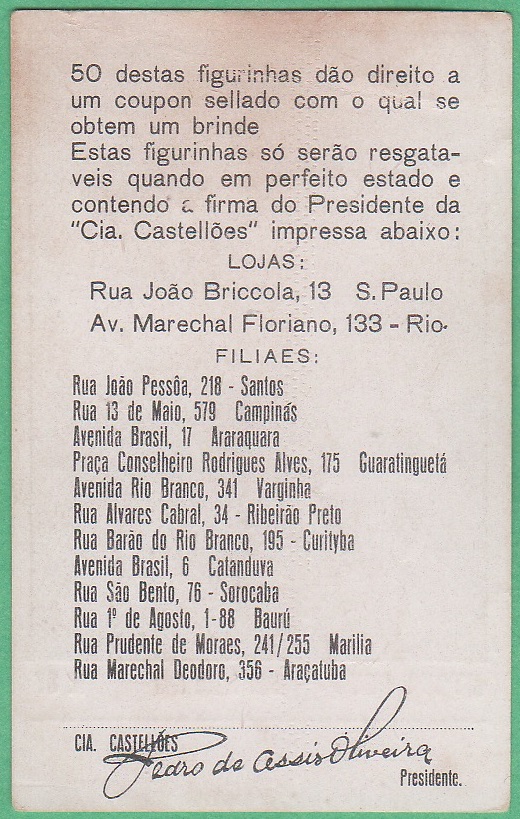 50 destas figurinhas dão direito a
um coupon sellado com o qual se
obtem um brinde
Estas figurinhas só serão resgata-
veis quando em perfeito estado e
contendo a firma do Presidente da
"Cia. Castellões" impressa abaixo:
LOJAS:
Rua João Briccola, 13 S. Paulo
Av. Marechal Floriano, 133 - Rio.
FILIAES:
Rua João Pessôa, 218 - Santos
Rua 13 de Maio, 579 Campinas
Avenida Brasil, 17 Araraquara
Praça Conselheiro Rodrigues Alves, 175 Guaratinguetá
Avenida Rio Branco, 341 Varginha
Rua Alvares Cabral, 34 - Ribeirão Preto
Rua Barão do Rio Branco, 195 - Curityba
Avenida Brasil, 6 Catanduva
Rua São Bento, 76 - Sorocaba
Rua 1º de Agosto, 1-88 Baurú
Rua Prudente de Moraes, 241/255 Marilia
Rua Marechal Deodoro, 356 - Araçatuba
CIA. CASTELLÕES
Pedro de Assis Oliveira
Presidente.